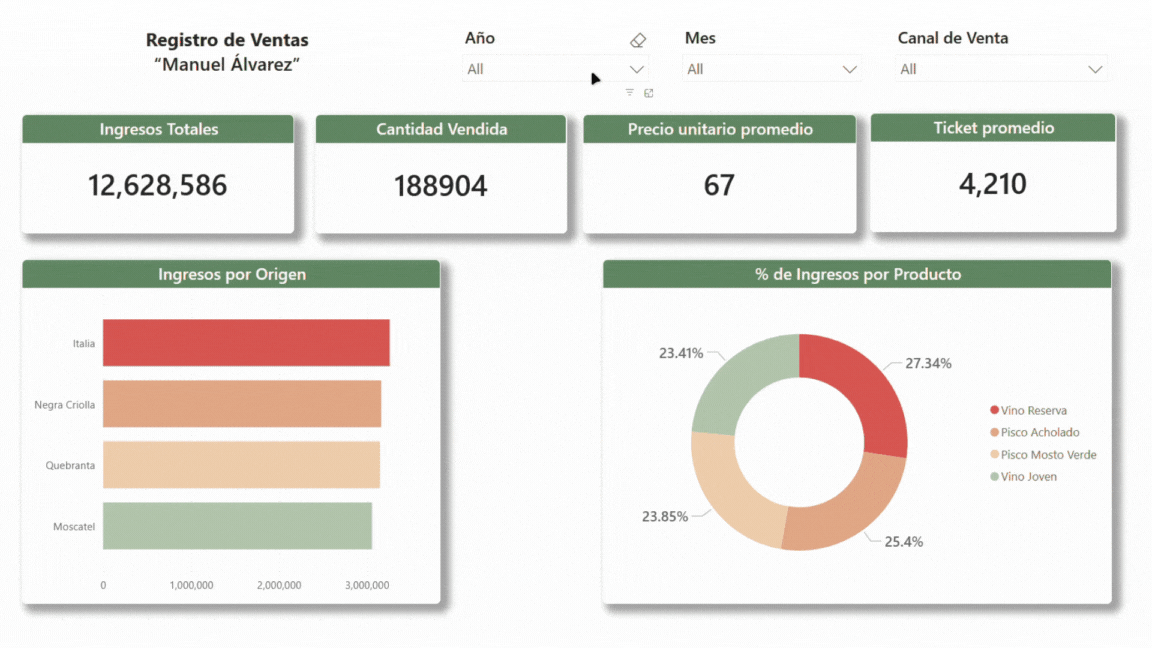 Registro de Ventas
“Manuel Álvarez”
Año
All
Mes
All
Canal de Venta
All
Ingresos Totales
12,628,586
Cantidad Vendida
188904
Precio unitario promedio
67
Ticket promedio
4,210
Ingresos por Origen
Italia
Negra Criolla
Quebranta
Moscatel
0 1,000,000 2,000,000 3,000,000
% de Ingresos por Producto
23.41%
27.34%
23.85%
25.4%
Vino Reserva
Pisco Acholado
Pisco Mosto Verde
Vino Joven